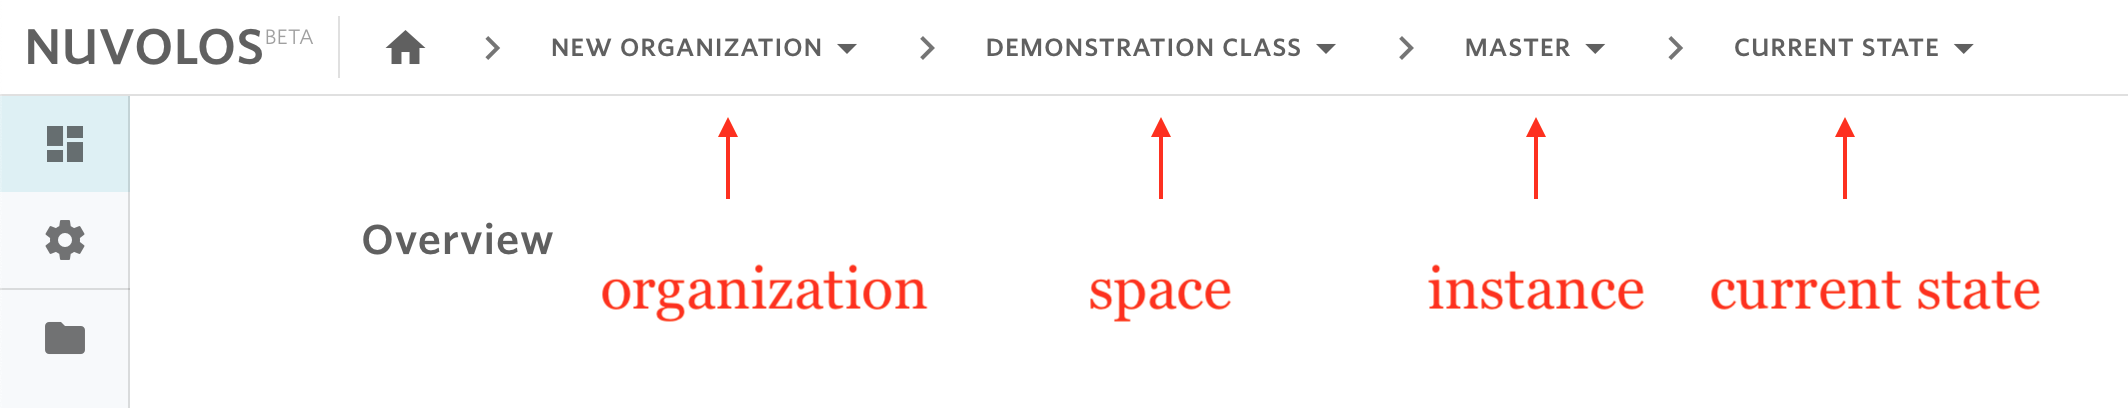 NUVOLOS BETA NEW ORGANIZATION DEMONSTRATION CLASS MASTER CURRENT STATE
Overview
organization space instance current state